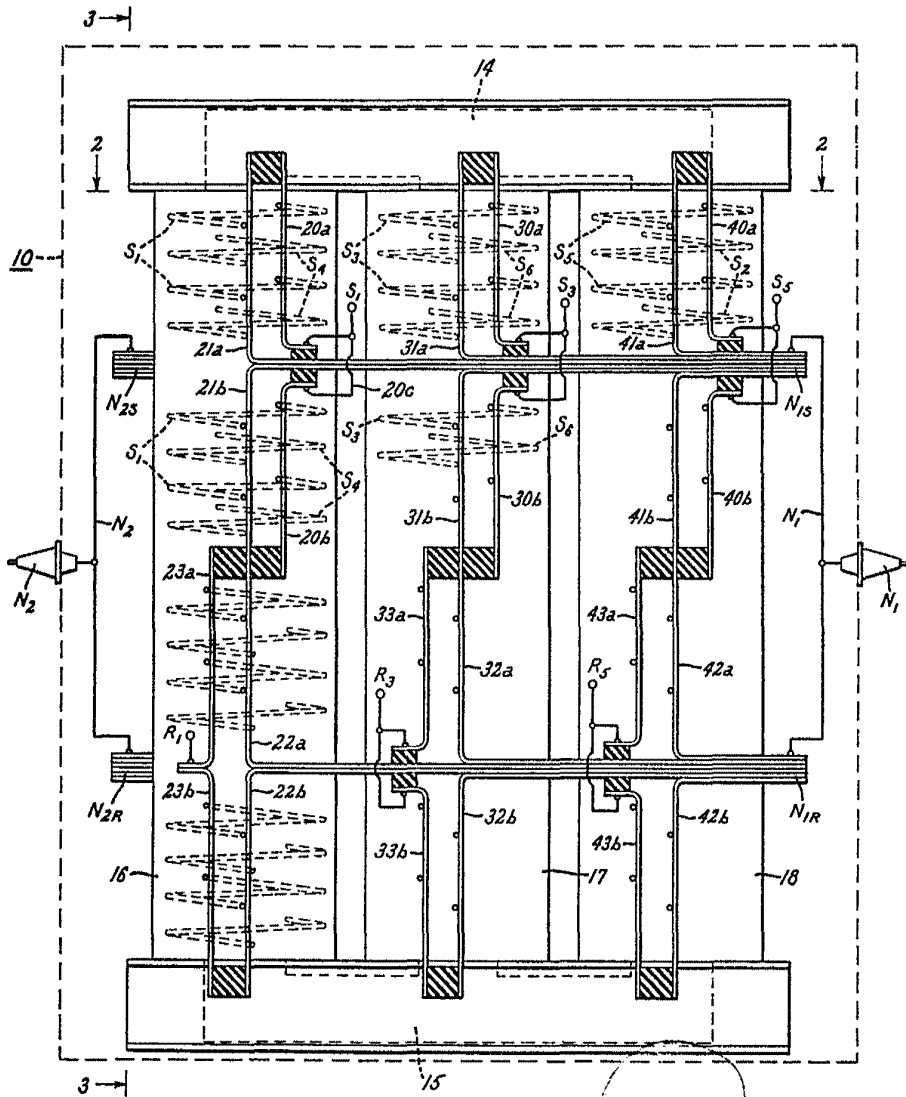 3
14
2
2
10
20a
30a
40a
S₁
S₄
S₃
S₆
S₅
S₂
S₁
S₃
S₅
21a
31a
41a
N₂S
21b
20c
N₁S
S₁
S₃
S₆
N₂
S₄
31b
30b
41b
40b
N₁
20b
23a
N₂
33a
43a
N₁
R₃
32a
R₅
42a
R₁
22a
N₂R
23b
22b
32b
N₁R
42b
33b
43b
16
17
18
3
15